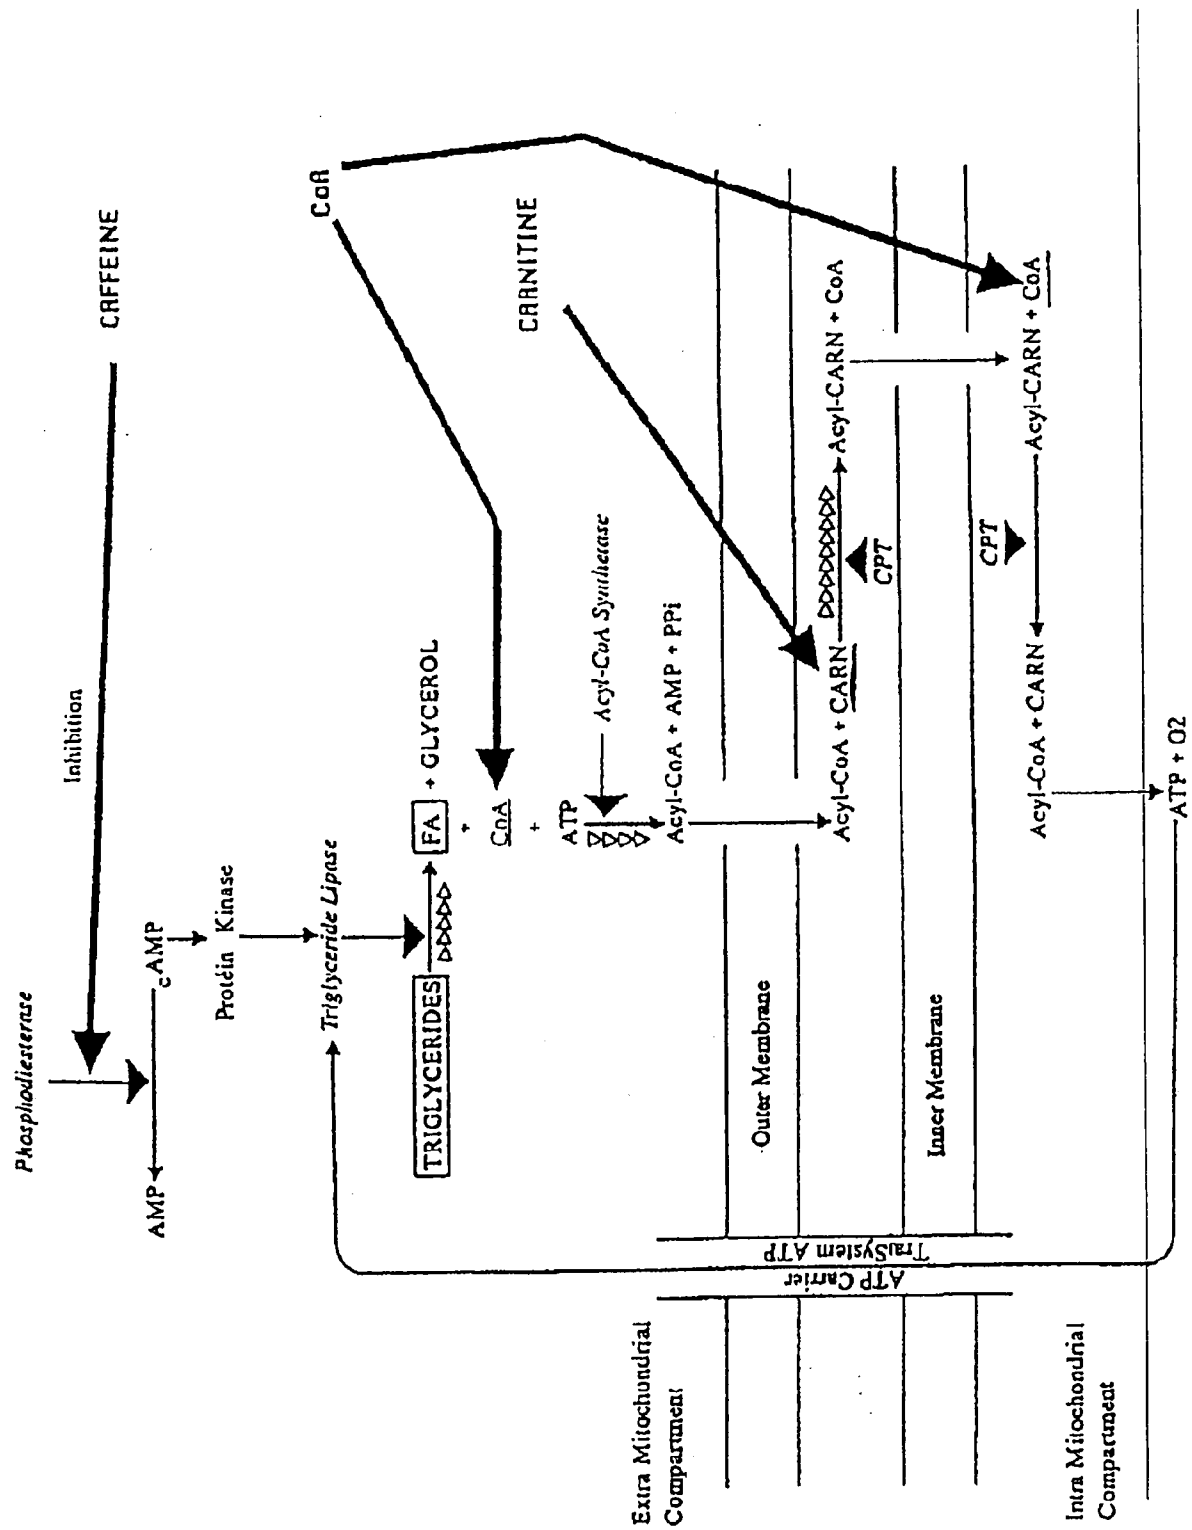 CAFFEINE
Inhibition
Phosphodiesterase
AMP
cAMP
Protein Kinase
Triglyceride Lipase
CoA
TRIGLYCERIDES
FA + GLYCEROL
+
CoA
+
ATP
Acyl-CoA Synthetase
Acyl-CoA + AMP + PPi
CARNITINE
Extra Mitochondrial
Compartment
Outer Membrane
Acyl-CoA + CARN
Acyl-CARN + CoA
CPT
Inner Membrane
TranSystem ATP
ATP Carrier
CPT
Acyl-CoA + CARN
Acyl-CARN + CoA
Intra Mitochondrial
Compartment
ATP + O2